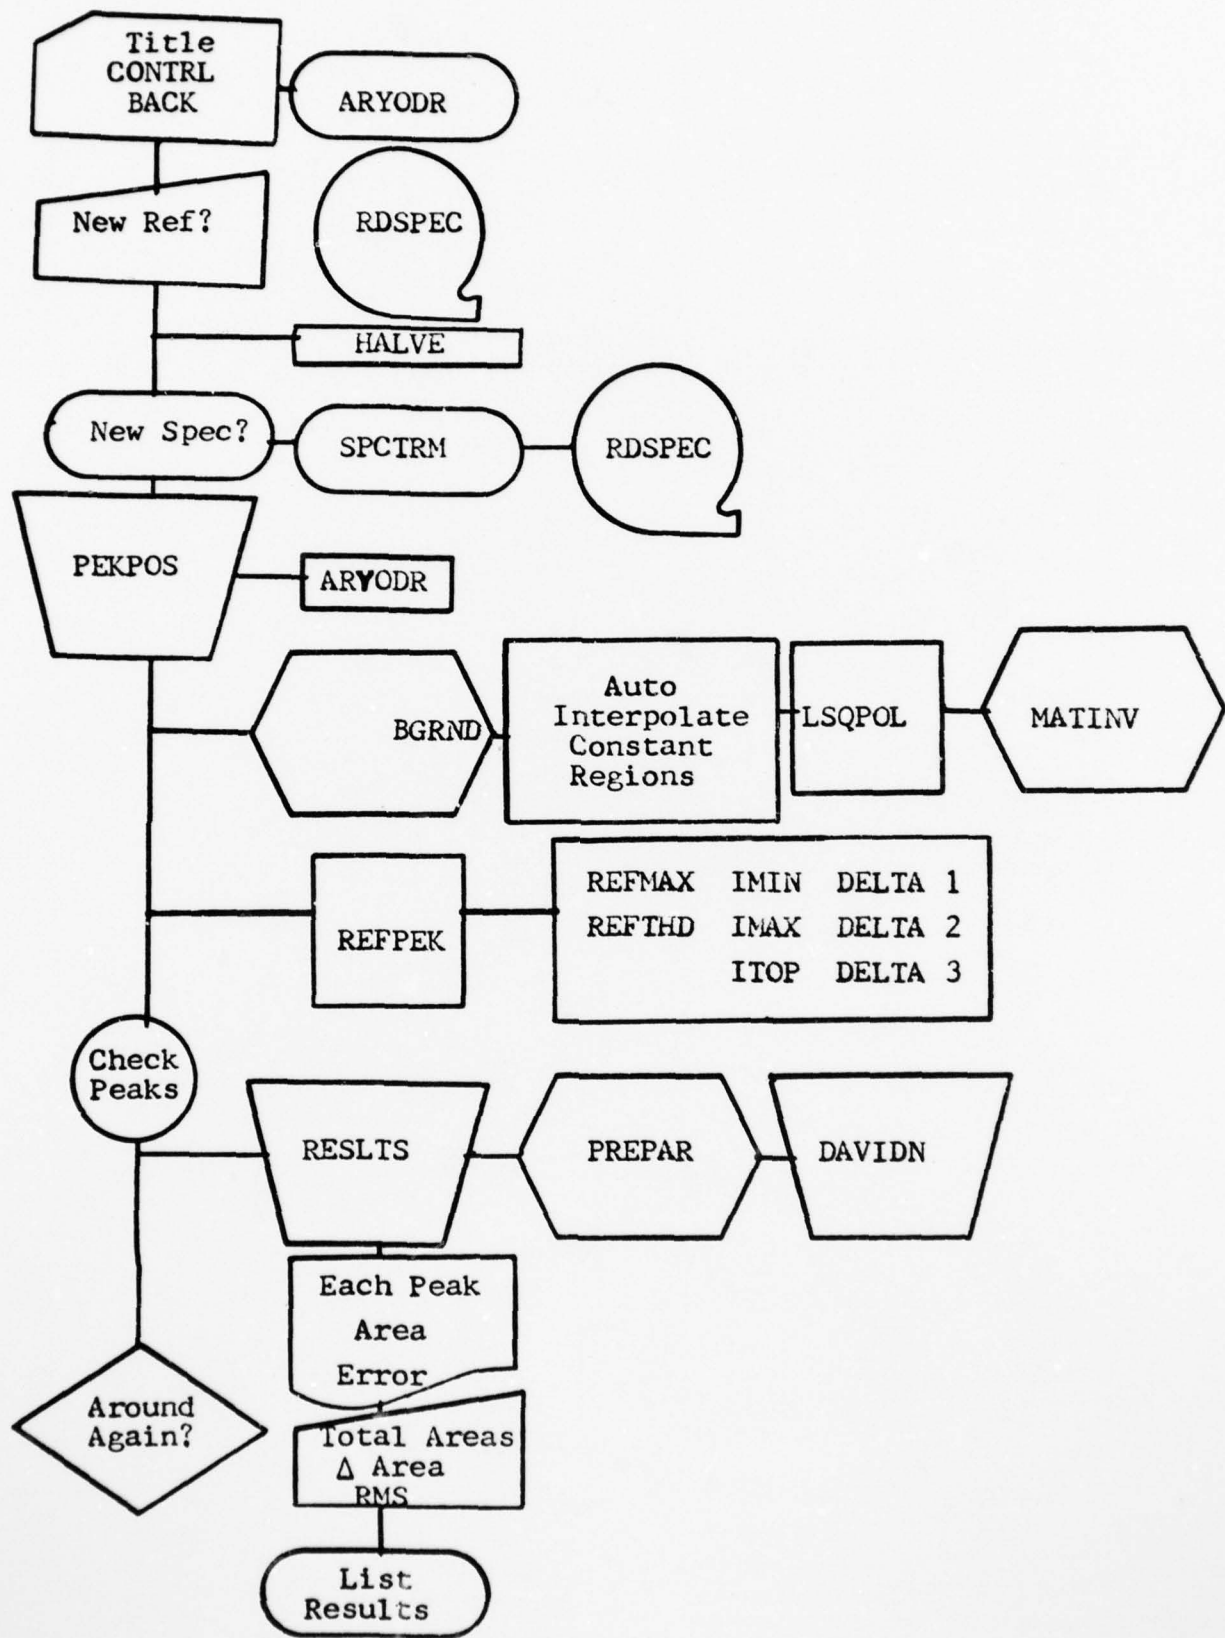 Title
CONTRL
BACK
ARYODR
New Ref?
RDSPEC
HALVE
New Spec?
SPCTRM
RDSPEC
PEKPOS
ARYODR
BGRND
Auto
Interpolate
Constant
Regions
LSQPOL
MATINV
REFPEK
REFMAX IMIN DELTA 1
REFTHD IMAX DELTA 2
ITOP DELTA 3
Check
Peaks
RESLTS
PREPAR
DAVIDN
Each Peak
Area
Error
Around
Again?
Total Areas
Δ Area
RMS
List
Results